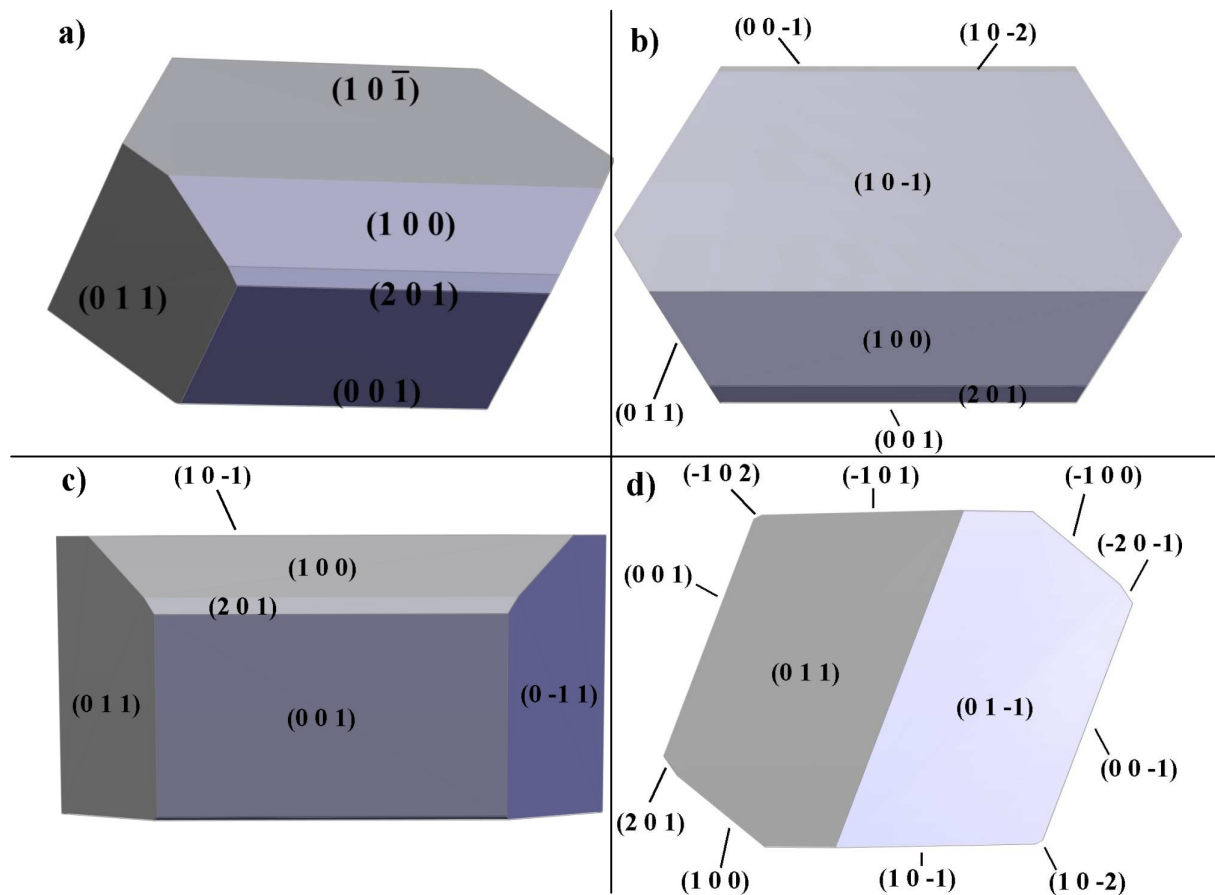 a)
(1 0 1̅)
(1 0 0)
(0 1 1)
(2 0 1)
(0 0 1)
b)
(0 0 -1)
(1 0 -2)
(1 0 -1)
(1 0 0)
(2 0 1)
(0 1 1)
(0 0 1)
c)
(1 0 -1)
(1 0 0)
(2 0 1)
(0 1 1)
(0 0 1)
(0 -1 1)
d)
(-1 0 2)
(-1 0 1)
(-1 0 0)
(-2 0 -1)
(0 0 1)
(0 1 1)
(0 1 -1)
(0 0 -1)
(2 0 1)
(1 0 0)
(1 0 -1)
(1 0 -2)